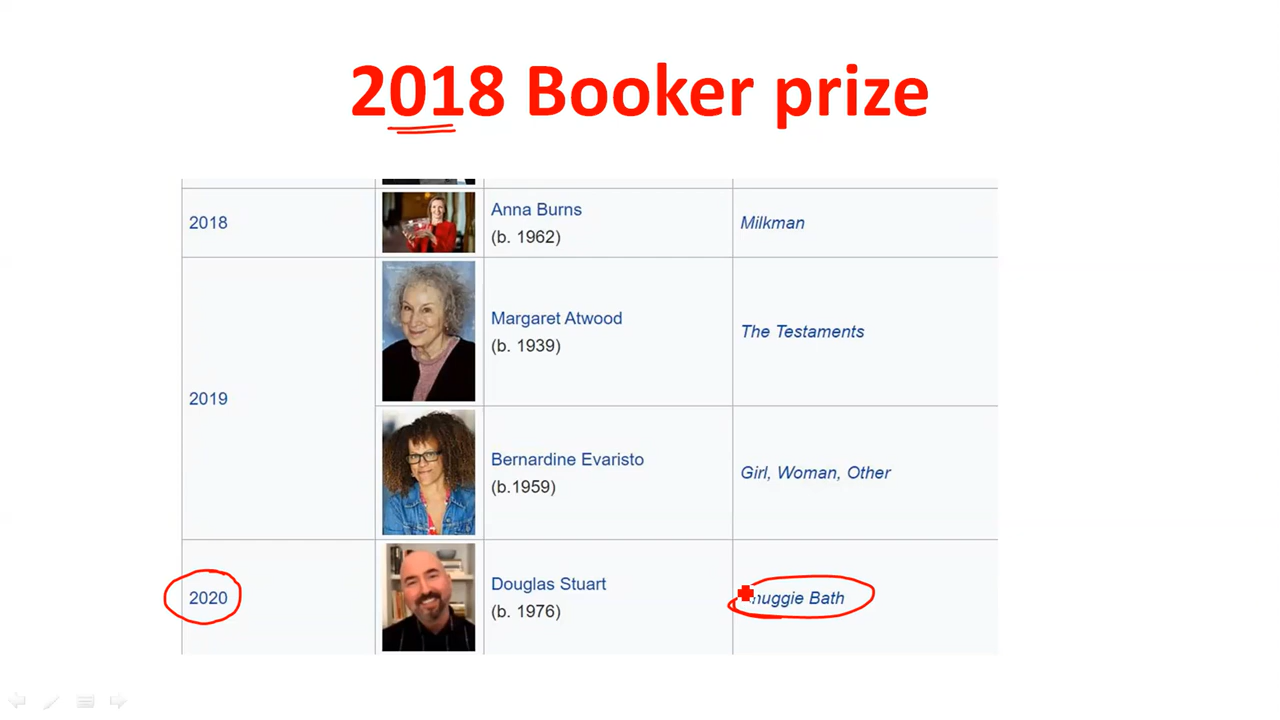 2018 Booker prize
2018
Anna Burns
(b. 1962)
Milkman
2019
Margaret Atwood
(b. 1939)
The Testaments
Bernardine Evaristo
(b.1959)
Girl, Woman, Other
2020
Douglas Stuart
(b. 1976)
Bath